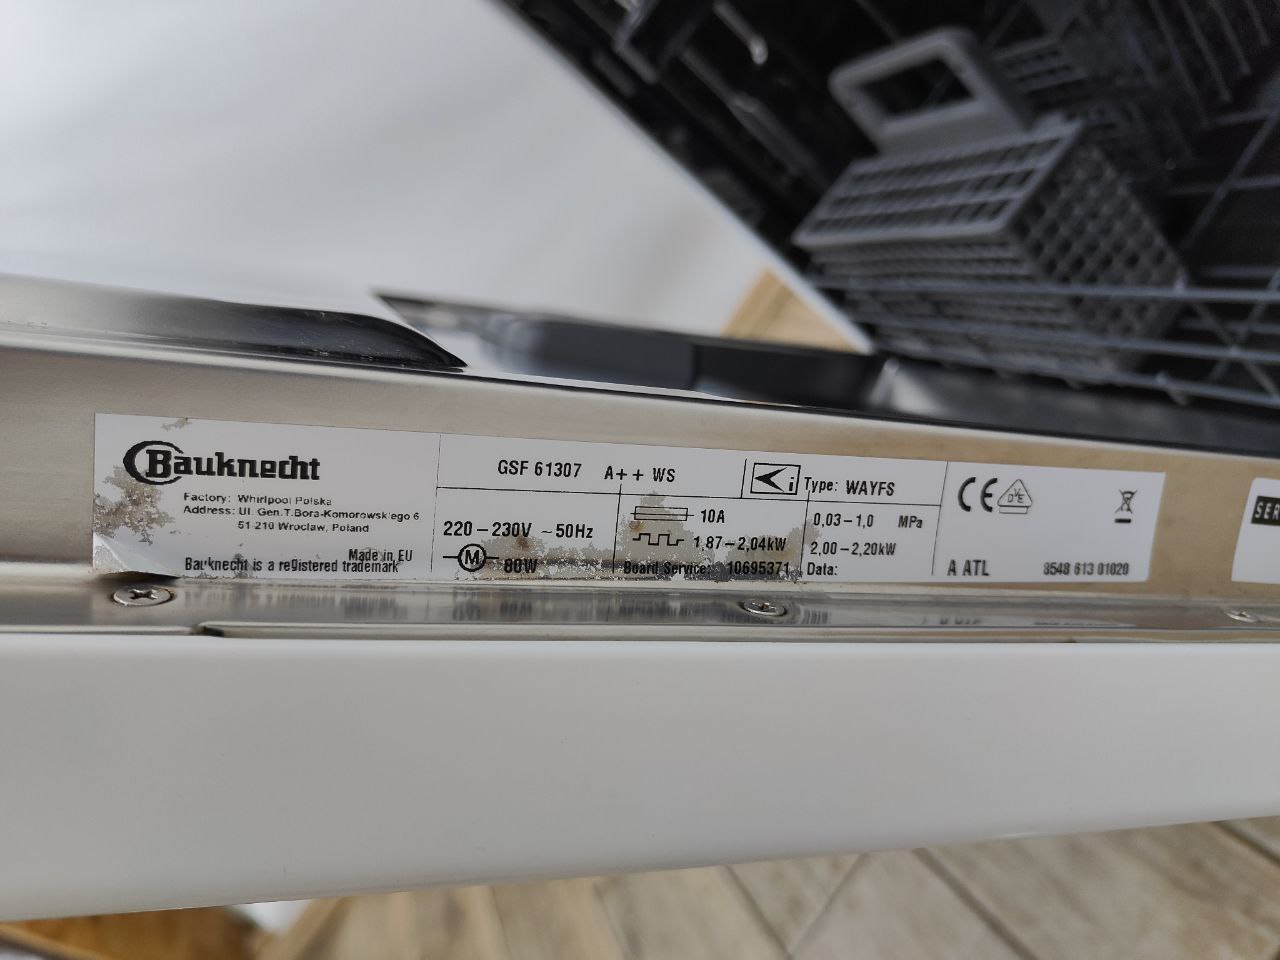 Bauknecht
Factory: Whirlpool Polska
Address: Ul. Gen.T.Bora-Komorowskiego 6
51-210 Wroclaw, Poland
Made in EU
Bauknecht is a registered trademark
GSF 61307 A++ WS
220-230V ~50Hz
M 80W
10A
1,87-2,04kW
Board Service: 10695371
i Type: WAYFS
0,03-1,0 MPa
2,00-2,20kW
Data:
CE
A ATL 8548 613 01020
SER